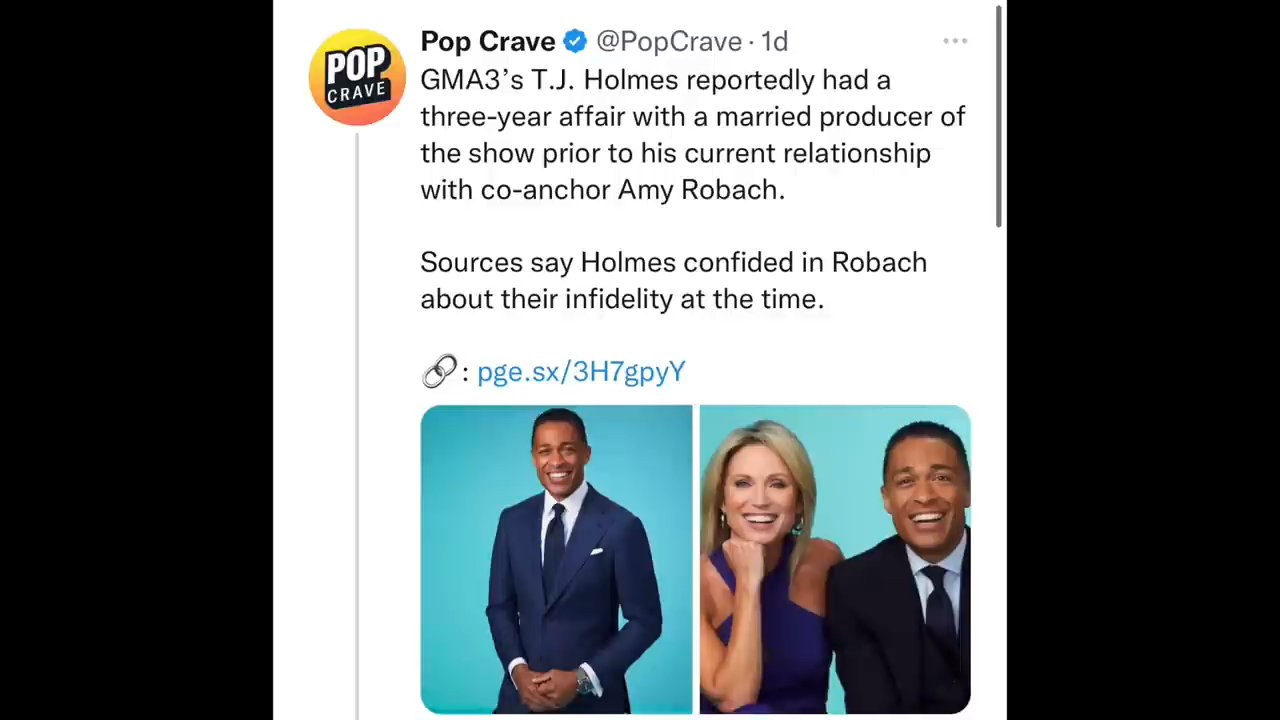 POP
CRAVE
Pop Crave @PopCrave · 1d
GMA3’s T.J. Holmes reportedly had a
three-year affair with a married producer of
the show prior to his current relationship
with co-anchor Amy Robach.
Sources say Holmes confided in Robach
about their infidelity at the time.
🔗: pge.sx/3H7gpyY